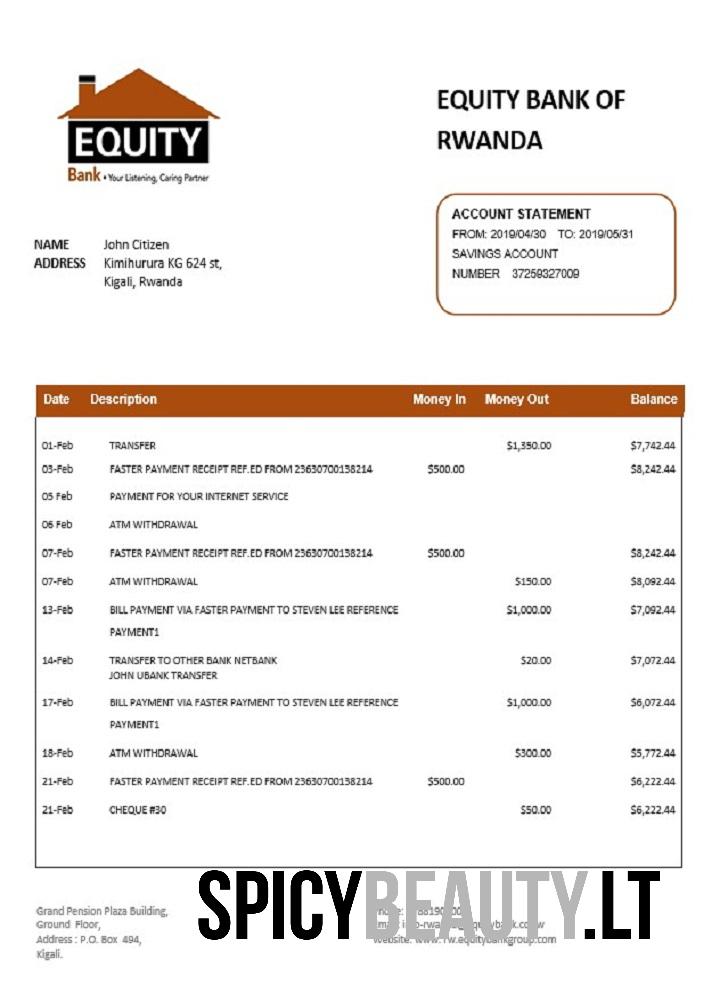 EQUITY
Bank • Your Listening, Caring Partner
EQUITY BANK OF
RWANDA
ACCOUNT STATEMENT
FROM: 2019/04/30 TO: 2019/05/31
SAVINGS ACCOUNT
NUMBER 37259327009
NAME John Citizen
ADDRESS Kimihurura KG 624 st,
Kigali, Rwanda
Date Description Money In Money Out Balance
01-Feb TRANSFER $1,350.00 $7,742.44
03-Feb FASTER PAYMENT RECEIPT REF.ED FROM 23630700138214 $500.00 $8,242.44
05 Feb PAYMENT FOR YOUR INTERNET SERVICE
06 Feb ATM WITHDRAWAL
07-Feb FASTER PAYMENT RECEIPT REF.ED FROM 23630700138214 $500.00 $8,242.44
07-Feb ATM WITHDRAWAL $150.00 $8,092.44
13-Feb BILL PAYMENT VIA FASTER PAYMENT TO STEVEN LEE REFERENCE $1,000.00 $7,092.44
PAYMENT1
14-Feb TRANSFER TO OTHER BANK NETBANK $20.00 $7,072.44
JOHN UBANK TRANSFER
17-Feb BILL PAYMENT VIA FASTER PAYMENT TO STEVEN LEE REFERENCE $1,000.00 $6,072.44
PAYMENT1
18-Feb ATM WITHDRAWAL $300.00 $5,772.44
21-Feb FASTER PAYMENT RECEIPT REF.ED FROM 23630700138214 $500.00 $6,222.44
21-Feb CHEQUE #30 $50.00 $6,222.44
SPICYBEAUTY.LT
Grand Pension Plaza Building,
Ground Floor,
Address : P.O. Box 494,
Kigali.
Website: www.rw.equitybankgroup.com